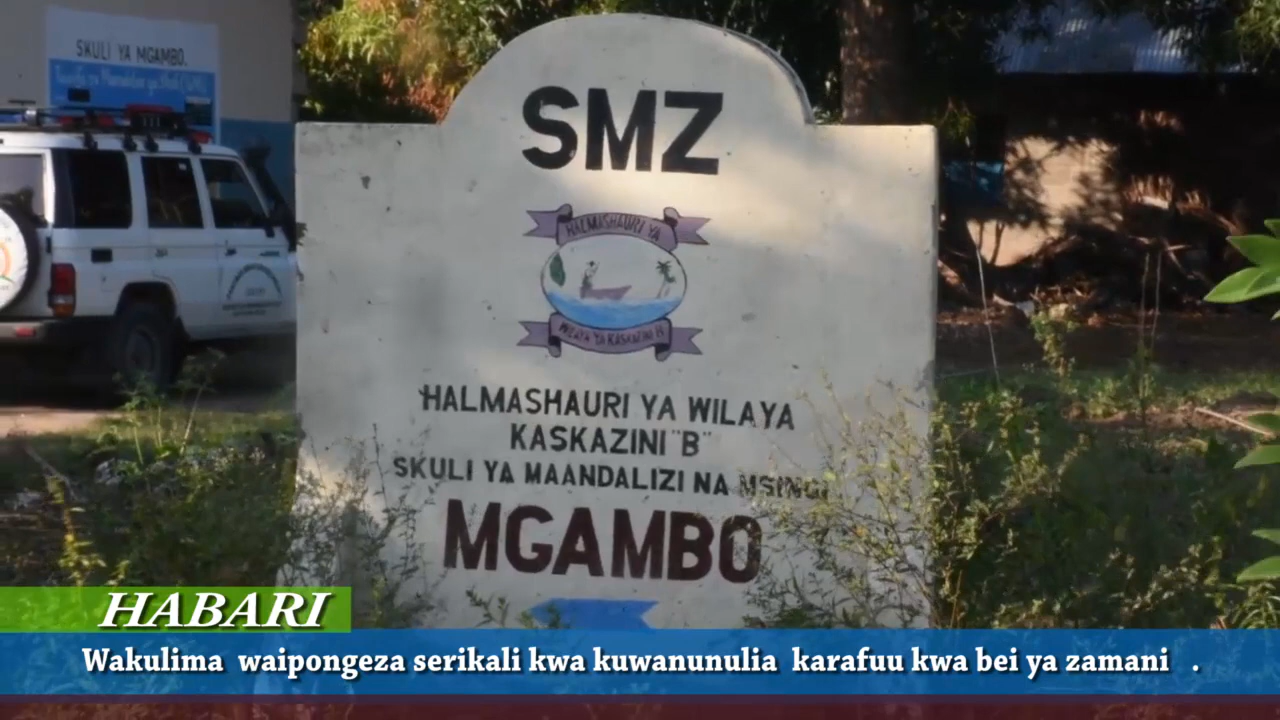 SKULI YA MGAMBO.
SMZ
HALMASHAURI YA
WILAYA YA KASKAZINI B
HALMASHAURI YA WILAYA
KASKAZINI "B"
SKULI YA MAANDALIZI NA MSINGI
MGAMBO
HABARI
Wakulima waipongeza serikali kwa kuwanunulia karafuu kwa bei ya zamani .